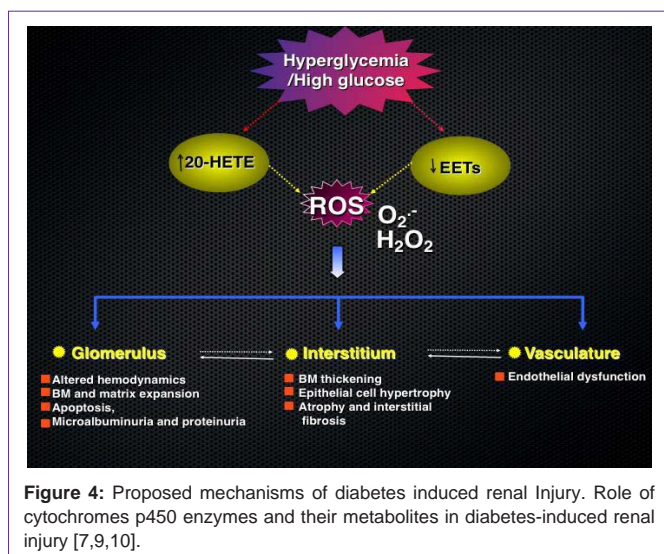 Hyperglycemia
/High glucose
↑20-HETE
↓EETs
ROS
O₂·-
H₂O₂
Glomerulus
Altered hemodynamics
BM and matrix expansion
Apoptosis,
Microalbuminuria and proteinuria
Interstitium
BM thickening
Epithelial cell hypertrophy
Atrophy and interstitial
fibrosis
Vasculature
Endothelial dysfunction
Figure 4: Proposed mechanisms of diabetes induced renal Injury. Role of
cytochromes p450 enzymes and their metabolites in diabetes-induced renal
injury [7,9,10].